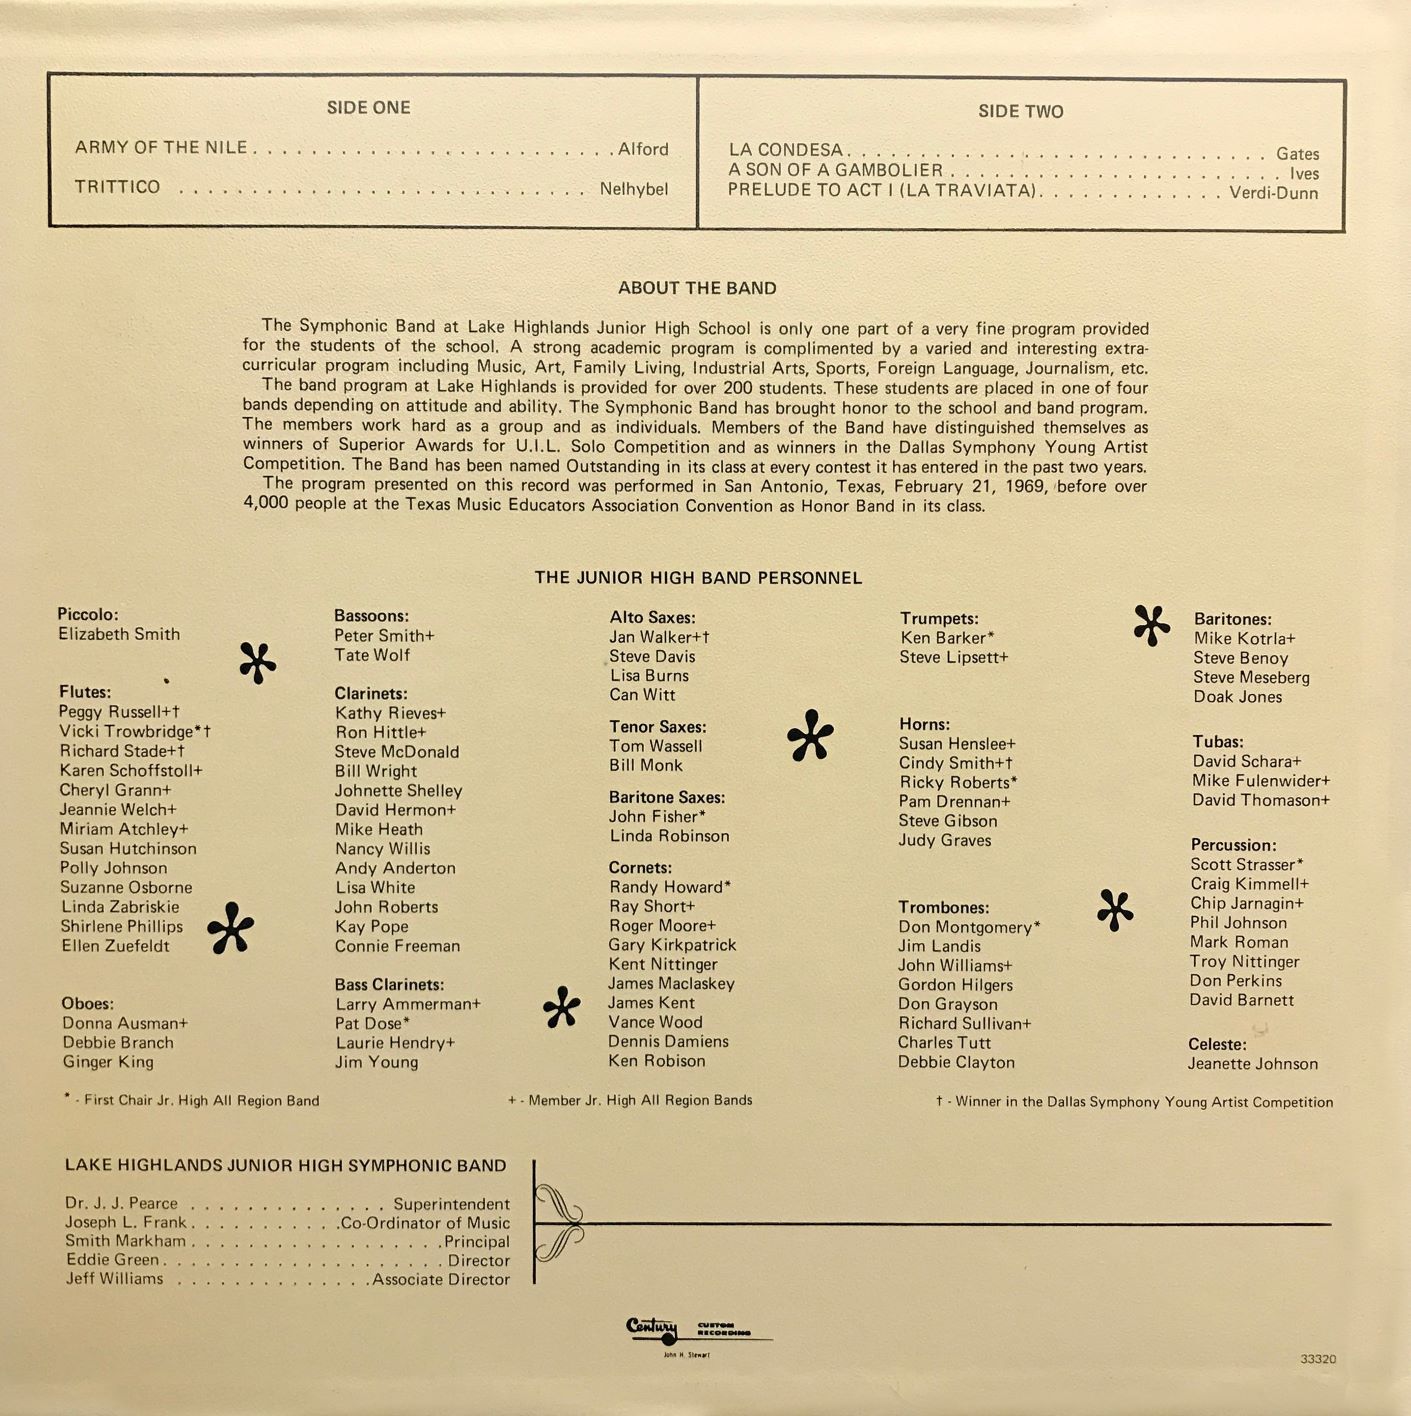 SIDE ONE
ARMY OF THE NILE. . . . . . . . . . . . . . . . . . . . . . . . .Alford
TRITTICO . . . . . . . . . . . . . . . . . . . . . . . . . . . . Nelhybel
SIDE TWO
LA CONDESA. . . . . . . . . . . . . . . . . . . . . . . . . . . . . Gates
A SON OF A GAMBOLIER . . . . . . . . . . . . . . . . . . . . . . . Ives
PRELUDE TO ACT I (LA TRAVIATA). . . . . . . . . . . . . Verdi-Dunn
ABOUT THE BAND
The Symphonic Band at Lake Highlands Junior High School is only one part of a very fine program provided
for the students of the school. A strong academic program is complimented by a varied and interesting extra-
curricular program including Music, Art, Family Living, Industrial Arts, Sports, Foreign Language, Journalism, etc.
The band program at Lake Highlands is provided for over 200 students. These students are placed in one of four
bands depending on attitude and ability. The Symphonic Band has brought honor to the school and band program.
The members work hard as a group and as individuals. Members of the Band have distinguished themselves as
winners of Superior Awards for U.I.L. Solo Competition and as winners in the Dallas Symphony Young Artist
Competition. The Band has been named Outstanding in its class at every contest it has entered in the past two years.
The program presented on this record was performed in San Antonio, Texas, February 21, 1969, before over
4,000 people at the Texas Music Educators Association Convention as Honor Band in its class.
THE JUNIOR HIGH BAND PERSONNEL
Piccolo:
Elizabeth Smith
Flutes:
Peggy Russell+†
Vicki Trowbridge*†
Richard Stade+†
Karen Schoffstoll+
Cheryl Grann+
Jeannie Welch+
Miriam Atchley+
Susan Hutchinson
Polly Johnson
Suzanne Osborne
Linda Zabriskie
Shirlene Phillips
Ellen Zuefeldt
Oboes:
Donna Ausman+
Debbie Branch
Ginger King
Bassoons:
Peter Smith+
Tate Wolf
Clarinets:
Kathy Rieves+
Ron Hittle+
Steve McDonald
Bill Wright
Johnette Shelley
David Hermon+
Mike Heath
Nancy Willis
Andy Anderton
Lisa White
John Roberts
Kay Pope
Connie Freeman
Bass Clarinets:
Larry Ammerman+
Pat Dose*
Laurie Hendry+
Jim Young
Alto Saxes:
Jan Walker+†
Steve Davis
Lisa Burns
Can Witt
Tenor Saxes:
Tom Wassell
Bill Monk
Baritone Saxes:
John Fisher*
Linda Robinson
Cornets:
Randy Howard*
Ray Short+
Roger Moore+
Gary Kirkpatrick
Kent Nittinger
James Maclaskey
James Kent
Vance Wood
Dennis Damiens
Ken Robison
Trumpets:
Ken Barker*
Steve Lipsett+
Horns:
Susan Henslee+
Cindy Smith+†
Ricky Roberts*
Pam Drennan+
Steve Gibson
Judy Graves
Trombones:
Don Montgomery*
Jim Landis
John Williams+
Gordon Hilgers
Don Grayson
Richard Sullivan+
Charles Tutt
Debbie Clayton
Baritones:
Mike Kotrla+
Steve Benoy
Steve Meseberg
Doak Jones
Tubas:
David Schara+
Mike Fulenwider+
David Thomason+
Percussion:
Scott Strasser*
Craig Kimmell+
Chip Jarnagin+
Phil Johnson
Mark Roman
Troy Nittinger
Don Perkins
David Barnett
Celeste:
Jeanette Johnson
* - First Chair Jr. High All Region Band
+ - Member Jr. High All Region Bands
† - Winner in the Dallas Symphony Young Artist Competition
LAKE HIGHLANDS JUNIOR HIGH SYMPHONIC BAND
Dr. J. J. Pearce . . . . . . . . . . . . . . Superintendent
Joseph L. Frank. . . . . . . . . . .Co-Ordinator of Music
Smith Markham . . . . . . . . . . . . . . . . . .Principal
Eddie Green. . . . . . . . . . . . . . . . . . . . Director
Jeff Williams . . . . . . . . . . . . . .Associate Director
Century CUSTOM RECORDING
John H. Stewart
33320